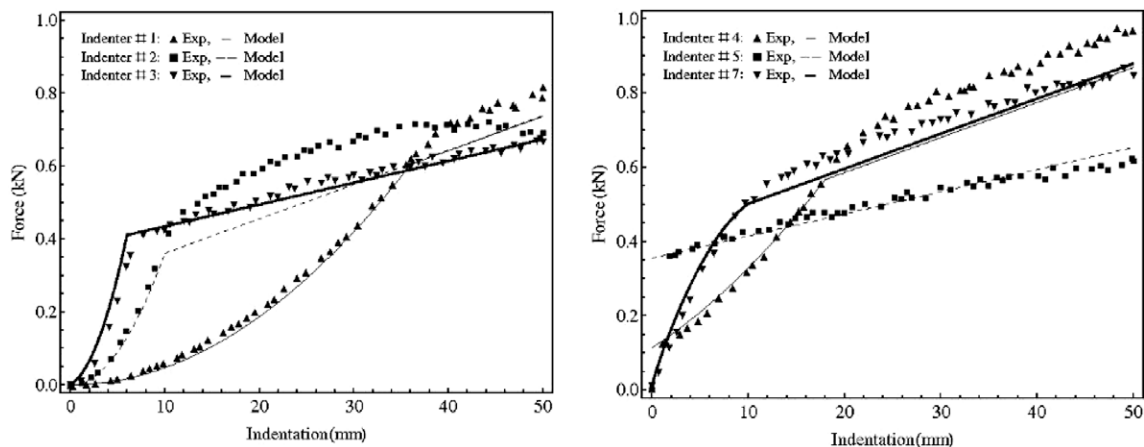 1.0
0.8
0.6
0.4
0.2
0.0
Force (kN)
Indenter # 1: ▲ Exp, — Model
Indenter # 2: ■ Exp, --- Model
Indenter # 3: ▼ Exp, — Model
0 10 20 30 40 50
Indentation(mm)
1.0
0.8
0.6
0.4
0.2
0.0
Force (kN)
Indenter # 4: ▲ Exp, — Model
Indenter # 5: ■ Exp, --- Model
Indenter # 7: ▼ Exp, — Model
0 10 20 30 40 50
Indentation(mm)